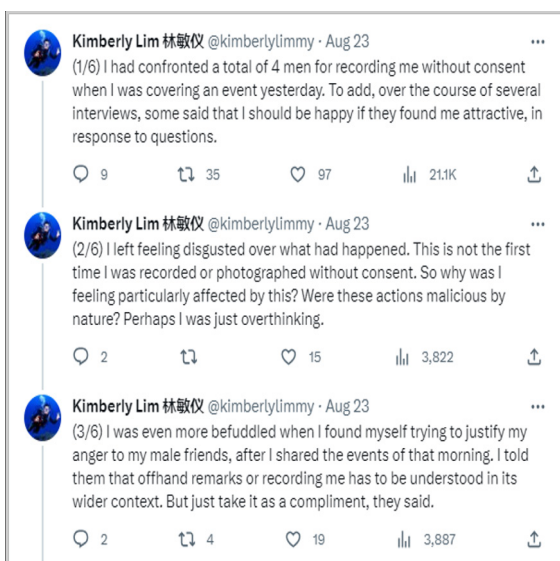 Kimberly Lim 林敏仪 @kimberlylimmy · Aug 23
(1/6) I had confronted a total of 4 men for recording me without consent
when I was covering an event yesterday. To add, over the course of several
interviews, some said that I should be happy if they found me attractive, in
response to questions.
9 35 97 21.1K
Kimberly Lim 林敏仪 @kimberlylimmy · Aug 23
(2/6) I left feeling disgusted over what had happened. This is not the first
time I was recorded or photographed without consent. So why was I
feeling particularly affected by this? Were these actions malicious by
nature? Perhaps I was just overthinking.
2 15 3,822
Kimberly Lim 林敏仪 @kimberlylimmy · Aug 23
(3/6) I was even more befuddled when I found myself trying to justify my
anger to my male friends, after I shared the events of that morning. I told
them that offhand remarks or recording me has to be understood in its
wider context. But just take it as a compliment, they said.
2 4 19 3,887